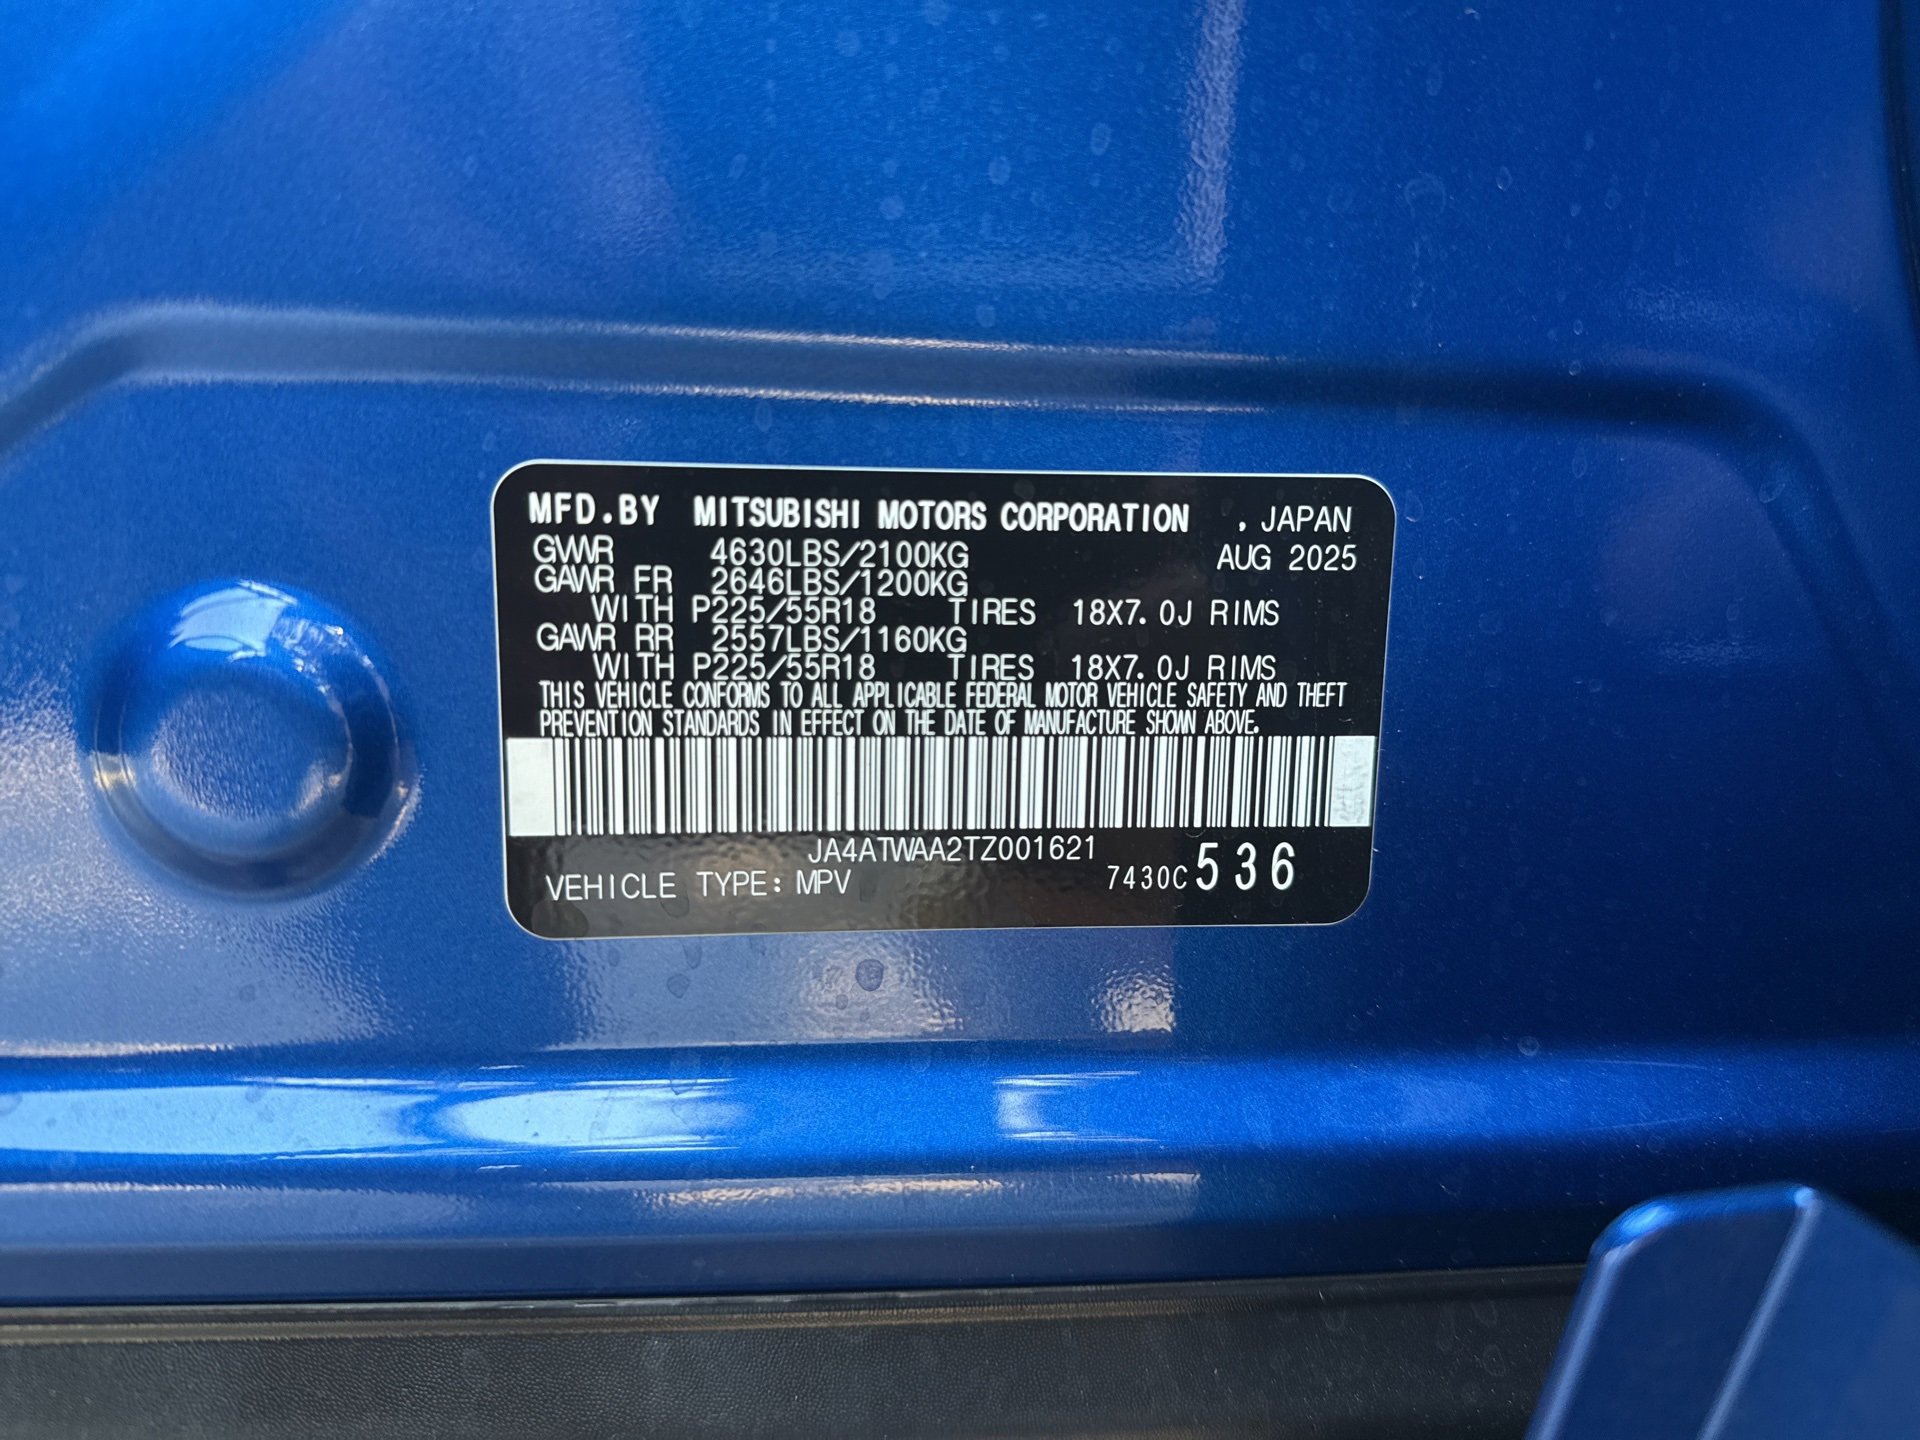 MFD.BY MITSUBISHI MOTORS CORPORATION , JAPAN
GVWR 4630LBS/2100KG AUG 2025
GAWR FR 2646LBS/1200KG
WITH P225/55R18 TIRES 18X7.0J RIMS
GAWR RR 2557LBS/1160KG
WITH P225/55R18 TIRES 18X7.0J RIMS
THIS VEHICLE CONFORMS TO ALL APPLICABLE FEDERAL MOTOR VEHICLE SAFETY AND THEFT
PREVENTION STANDARDS IN EFFECT ON THE DATE OF MANUFACTURE SHOWN ABOVE.
JA4ATWAA2TZ001621
VEHICLE TYPE: MPV 7430C 536